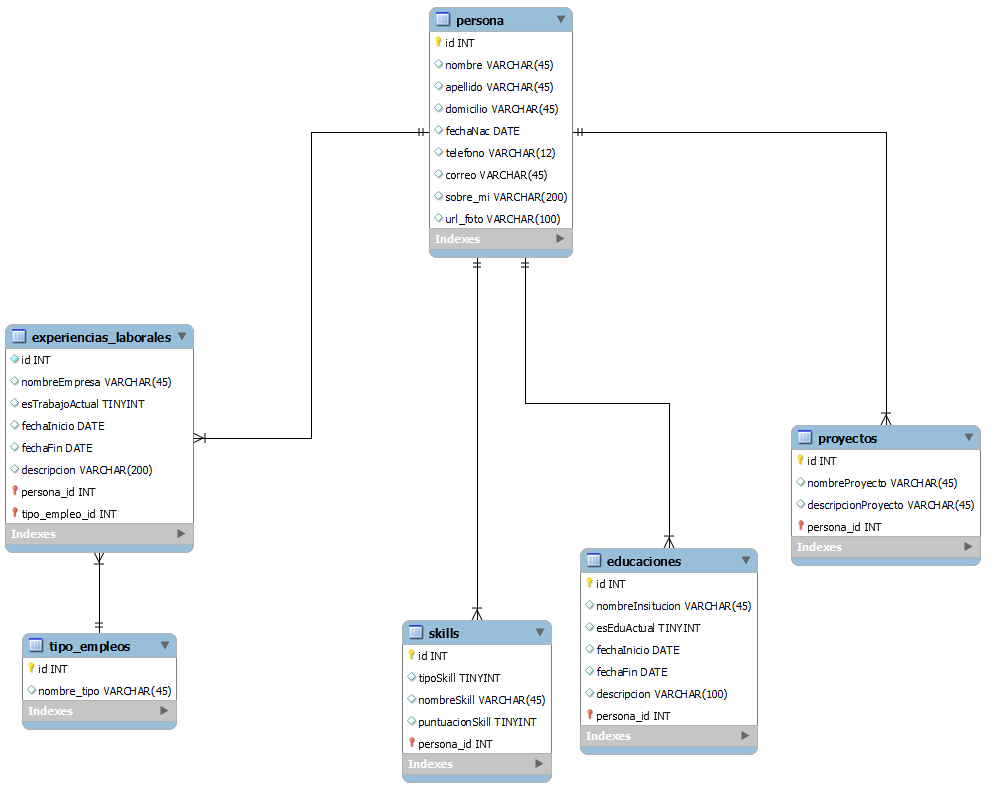 persona
id INT
nombre VARCHAR(45)
apellido VARCHAR(45)
domicilio VARCHAR(45)
fechaNac DATE
telefono VARCHAR(12)
correo VARCHAR(45)
sobre_mi VARCHAR(200)
url_foto VARCHAR(100)
Indexes
experiencias_laborales
id INT
nombreEmpresa VARCHAR(45)
esTrabajoActual TINYINT
fechaInicio DATE
fechaFin DATE
descripcion VARCHAR(200)
persona_id INT
tipo_empleo_id INT
Indexes
tipo_empleos
id INT
nombre_tipo VARCHAR(45)
Indexes
skills
id INT
tipoSkill TINYINT
nombreSkill VARCHAR(45)
puntuacionSkill TINYINT
persona_id INT
Indexes
educaciones
id INT
nombreInsitucion VARCHAR(45)
esEduActual TINYINT
fechaInicio DATE
fechaFin DATE
descripcion VARCHAR(100)
persona_id INT
Indexes
proyectos
id INT
nombreProyecto VARCHAR(45)
descripcionProyecto VARCHAR(45)
persona_id INT
Indexes